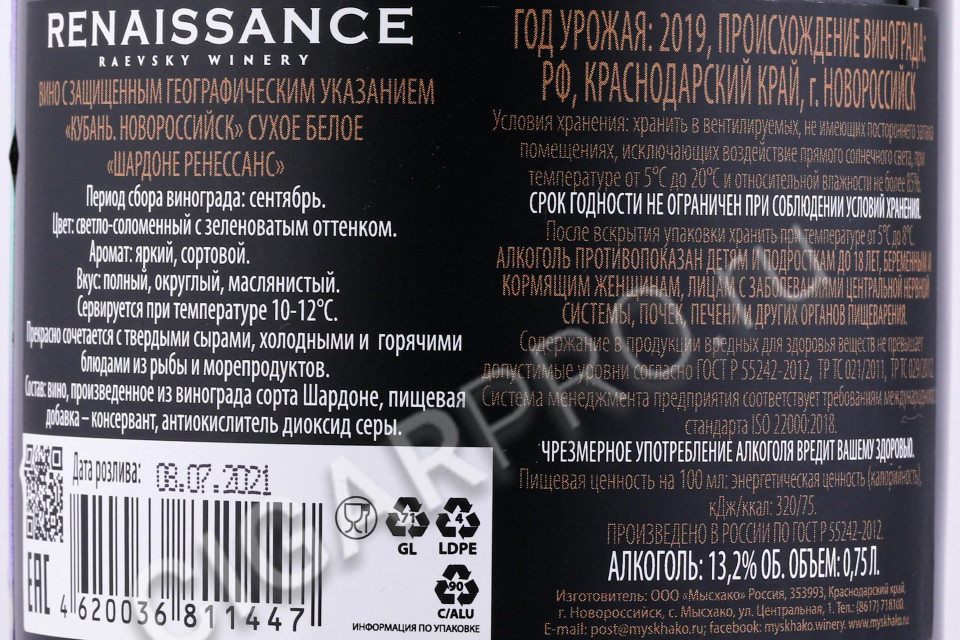 RENAISSANCE
RAEVSKY WINERY
ВИНО С ЗАЩИЩЕННЫМ ГЕОГРАФИЧЕСКИМ УКАЗАНИЕМ
«КУБАНЬ. НОВОРОССИЙСК» СУХОЕ БЕЛОЕ
«ШАРДОНЕ РЕНЕССАНС»
Период сбора винограда: сентябрь.
Цвет: светло-соломенный с зеленоватым оттенком.
Аромат: яркий, сортовой.
Вкус: полный, округлый, маслянистый.
Сервируется при температуре 10-12°C.
Прекрасно сочетается с твердыми сырами, холодными и горячими
блюдами из рыбы и морепродуктов.
Состав: вино, произведенное из винограда сорта Шардоне, пищевая
добавка – консервант, антиокислитель диоксид серы.
Дата розлива: 08.07.2021
71
GL
4
LDPE
90
C/ALU
EAC
4 620036 811447
ИНФОРМАЦИЯ ПО УПАКОВКЕ
ГОД УРОЖАЯ: 2019, ПРОИСХОЖДЕНИЕ ВИНОГРАДА:
РФ, КРАСНОДАРСКИЙ КРАЙ, г. НОВОРОССИЙСК
Условия хранения: хранить в вентилируемых, не имеющих постороннего запаха
помещениях, исключающих воздействие прямого солнечного света, при
температуре от 5°C до 20°C и относительной влажности не более 85%.
СРОК ГОДНОСТИ НЕ ОГРАНИЧЕН ПРИ СОБЛЮДЕНИИ УСЛОВИЙ ХРАНЕНИЯ.
После вскрытия упаковки хранить при температуре от 5°C до 8°C.
АЛКОГОЛЬ ПРОТИВОПОКАЗАН ДЕТЯМ И ПОДРОСТКАМ ДО 18 ЛЕТ, БЕРЕМЕННЫМ И
КОРМЯЩИМ ЖЕНЩИНАМ, ЛИЦАМ С ЗАБОЛЕВАНИЯМИ ЦЕНТРАЛЬНОЙ НЕРВНОЙ
СИСТЕМЫ, ПОЧЕК, ПЕЧЕНИ И ДРУГИХ ОРГАНОВ ПИЩЕВАРЕНИЯ.
Содержание в продукции вредных для здоровья веществ не превышает
допустимые уровни согласно ГОСТ Р 55242-2012, ТР ТС 021/2011, ТР ТС 029/2012.
Система менеджмента предприятия соответствует требованиям международного
стандарта ISO 22000:2018.
ЧРЕЗМЕРНОЕ УПОТРЕБЛЕНИЕ АЛКОГОЛЯ ВРЕДИТ ВАШЕМУ ЗДОРОВЬЮ.
Пищевая ценность на 100 мл: энергетическая ценность (калорийность),
кДж/ккал: 320/75.
ПРОИЗВЕДЕНО В РОССИИ ПО ГОСТ Р 55242-2012.
АЛКОГОЛЬ: 13,2% ОБ. ОБЪЕМ: 0,75 Л.
Изготовитель: ООО «Мысхако» Россия, 353993, Краснодарский край,
г. Новороссийск, с. Мысхако, ул. Центральная, 1. Тел.: (8617) 718100.
E-mail: post@myskhako.ru; facebook.com myskhako.winery www.myskhako.ru
CIGARPRO.ru